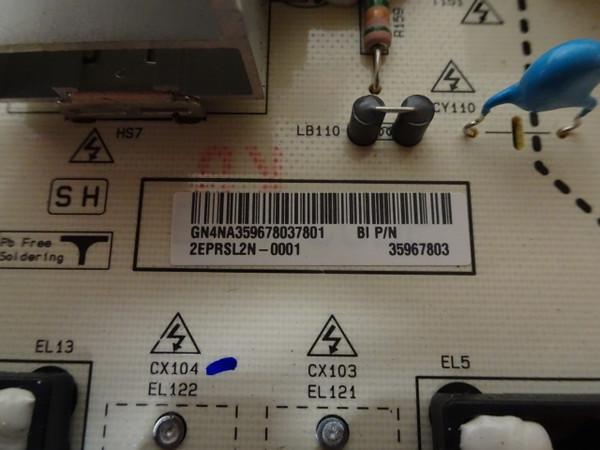 R159
CY110
LB110
HS7
SH
Pb Free
Soldering
GN4NA359678037801 BI P/N
2EPRSL2N-0001 35967803
EL13
CX104
EL122
CX103
EL121
EL5